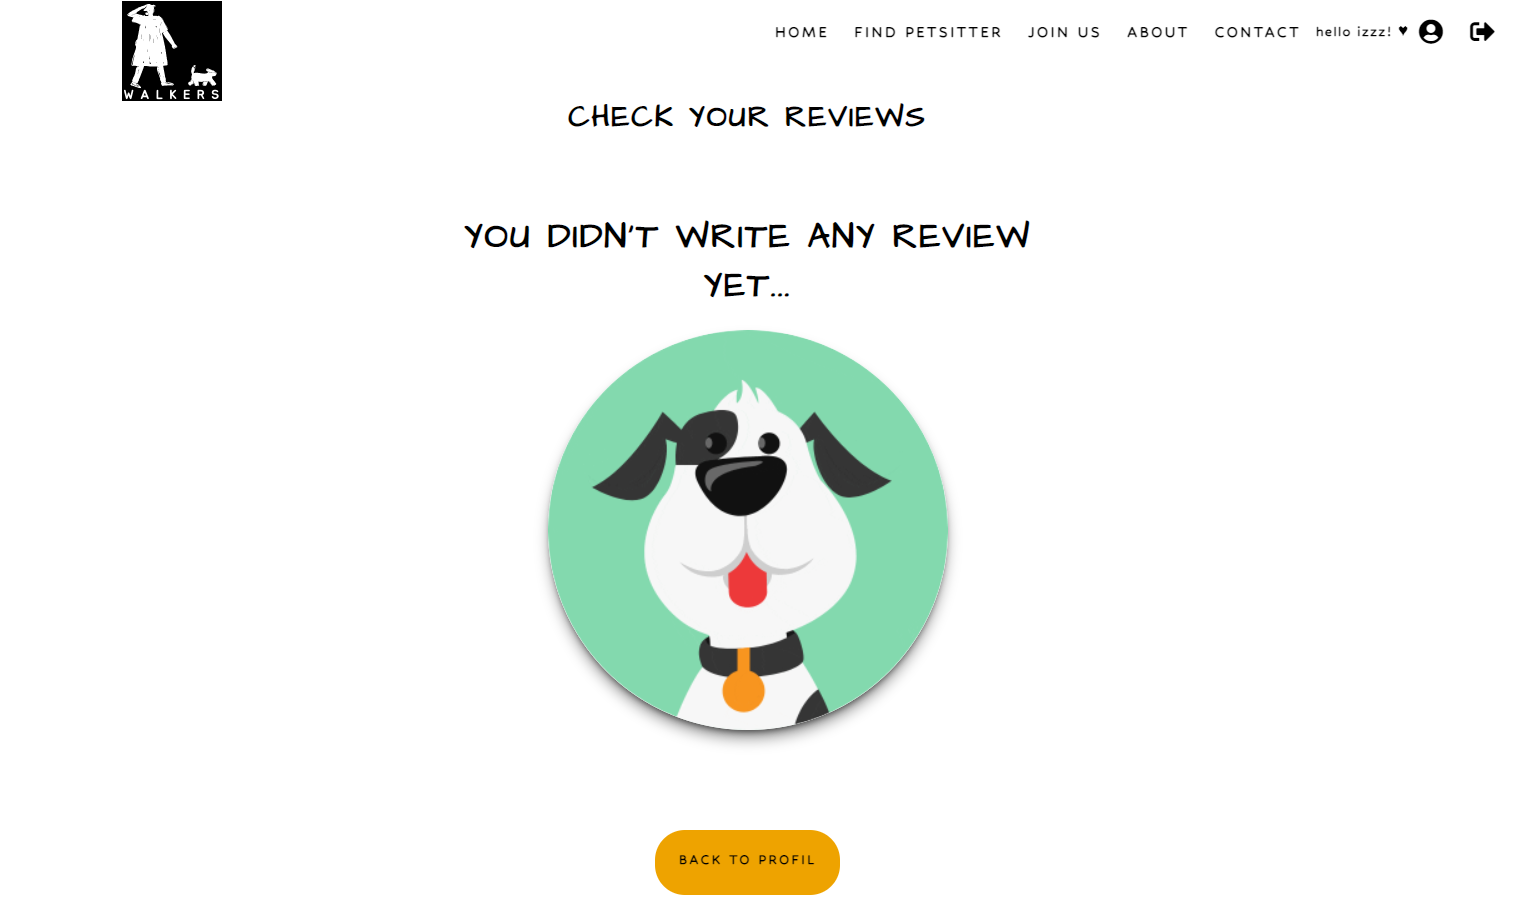 WALKERS
HOME FIND PETSITTER JOIN US ABOUT CONTACT hello izzz! ♥
CHECK YOUR REVIEWS
YOU DIDN'T WRITE ANY REVIEW
YET...
BACK TO PROFIL